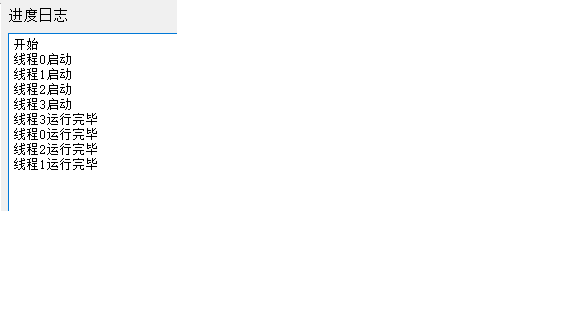 进度日志
开始
线程0启动
线程1启动
线程2启动
线程3启动
线程3运行完毕
线程0运行完毕
线程2运行完毕
线程1运行完毕